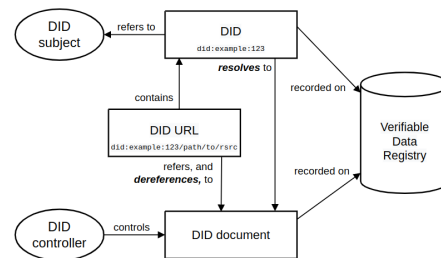 DID
subject
refers to
DID
did:example:123
resolves to
recorded on
contains
DID URL
did:example:123/path/to/rsrc
Verifiable
Data
Registry
refers, and
dereferences, to
recorded on
DID
controller
controls
DID document